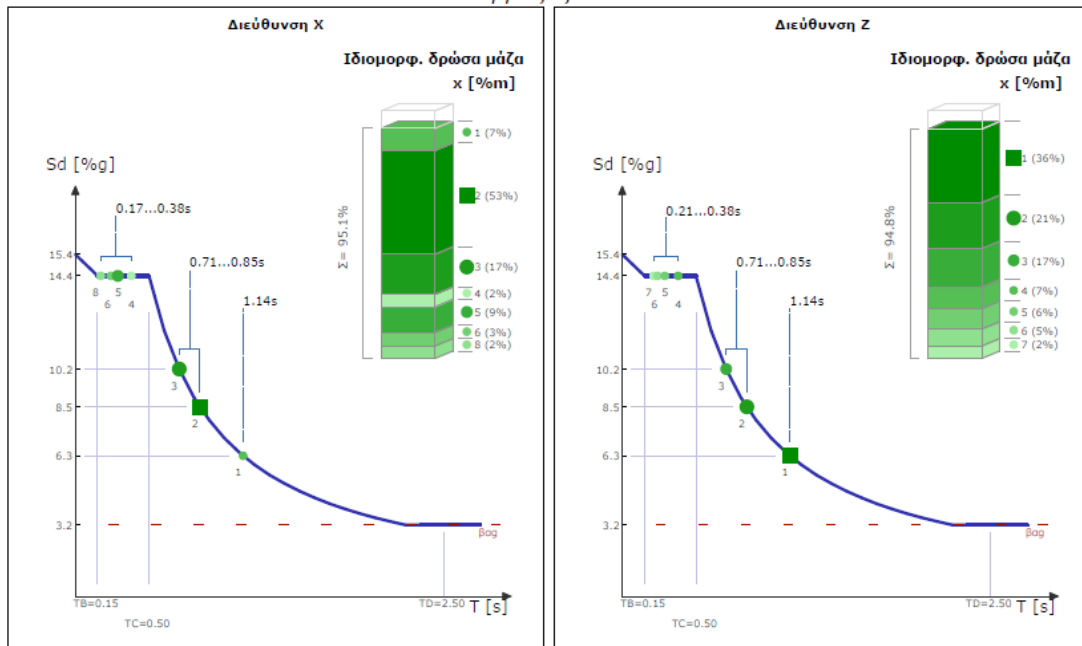 Διεύθυνση X
Ιδιομορφ. δρώσα μάζα
x [%m]
1 (7%)
2 (53%)
3 (17%)
4 (2%)
5 (9%)
6 (3%)
8 (2%)
Σ= 95.1%
Sd [%g]
0.17...0.38s
0.71...0.85s
1.14s
15.4
14.4
8
5
6
4
10.2
3
8.5
2
6.3
1
3.2
βag
TB=0.15
TD=2.50
T [s]
TC=0.50
Διεύθυνση Z
Ιδιομορφ. δρώσα μάζα
x [%m]
1 (36%)
2 (21%)
3 (17%)
4 (7%)
5 (6%)
6 (5%)
7 (2%)
Σ= 94.8%
Sd [%g]
0.21...0.38s
0.71...0.85s
1.14s
15.4
14.4
7
5
6
4
10.2
3
8.5
2
6.3
1
3.2
βag
TB=0.15
TD=2.50
T [s]
TC=0.50